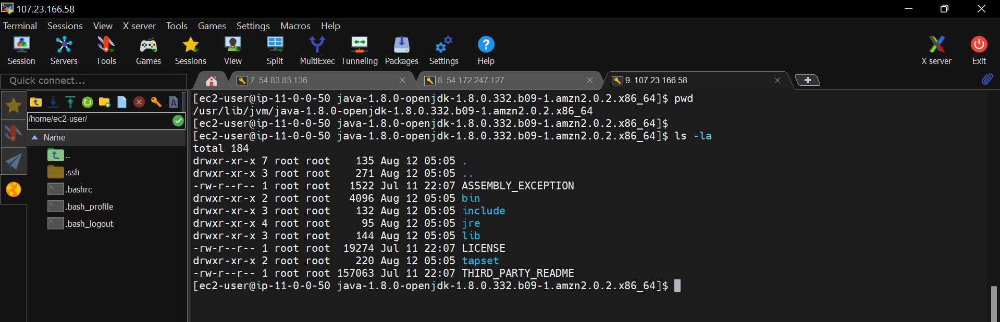 107.23.166.58
Terminal Sessions View X server Tools Games Settings Macros Help
Session Servers Tools Games Sessions View Split MultiExec Tunneling Packages Settings Help X server Exit
Quick connect...
7. 54.83.83.136
8. 54.172.247.127
9. 107.23.166.58
/home/ec2-user/
Name
..
.ssh
.bashrc
.bash_profile
.bash_logout
[ec2-user@ip-11-0-0-50 java-1.8.0-openjdk-1.8.0.332.b09-1.amzn2.0.2.x86_64]$ pwd
/usr/lib/jvm/java-1.8.0-openjdk-1.8.0.332.b09-1.amzn2.0.2.x86_64
[ec2-user@ip-11-0-0-50 java-1.8.0-openjdk-1.8.0.332.b09-1.amzn2.0.2.x86_64]$
[ec2-user@ip-11-0-0-50 java-1.8.0-openjdk-1.8.0.332.b09-1.amzn2.0.2.x86_64]$ ls -la
total 184
drwxr-xr-x 7 root root    135 Aug 12 05:05 .
drwxr-xr-x 3 root root    271 Aug 12 05:05 ..
-rw-r--r-- 1 root root   1522 Jul 11 22:07 ASSEMBLY_EXCEPTION
drwxr-xr-x 2 root root   4096 Aug 12 05:05 bin
drwxr-xr-x 3 root root    132 Aug 12 05:05 include
drwxr-xr-x 4 root root     95 Aug 12 05:05 jre
drwxr-xr-x 3 root root    144 Aug 12 05:05 lib
-rw-r--r-- 1 root root  19274 Jul 11 22:07 LICENSE
drwxr-xr-x 2 root root    220 Aug 12 05:05 tapset
-rw-r--r-- 1 root root 157063 Jul 11 22:07 THIRD_PARTY_README
[ec2-user@ip-11-0-0-50 java-1.8.0-openjdk-1.8.0.332.b09-1.amzn2.0.2.x86_64]$